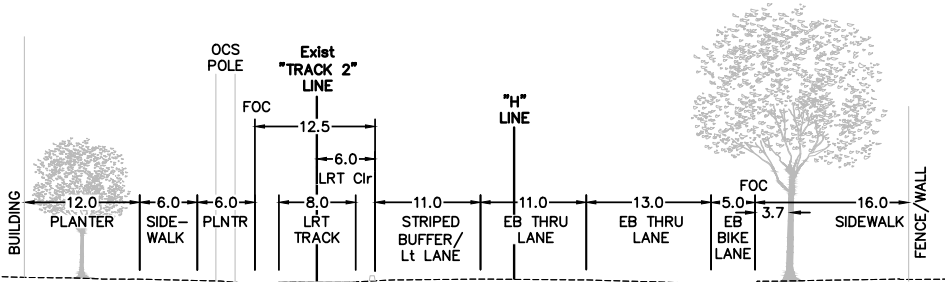 OCS
POLE
Exist
"TRACK 2"
LINE
FOC
12.5
"H"
LINE
6.0
LRT Clr
FOC
BUILDING
12.0
PLANTER
6.0
SIDE-
WALK
6.0
PLNTR
8.0
LRT
TRACK
11.0
STRIPED
BUFFER/
Lt LANE
11.0
EB THRU
LANE
13.0
EB THRU
LANE
5.0
EB
BIKE
LANE
3.7
16.0
SIDEWALK
FENCE/WALL